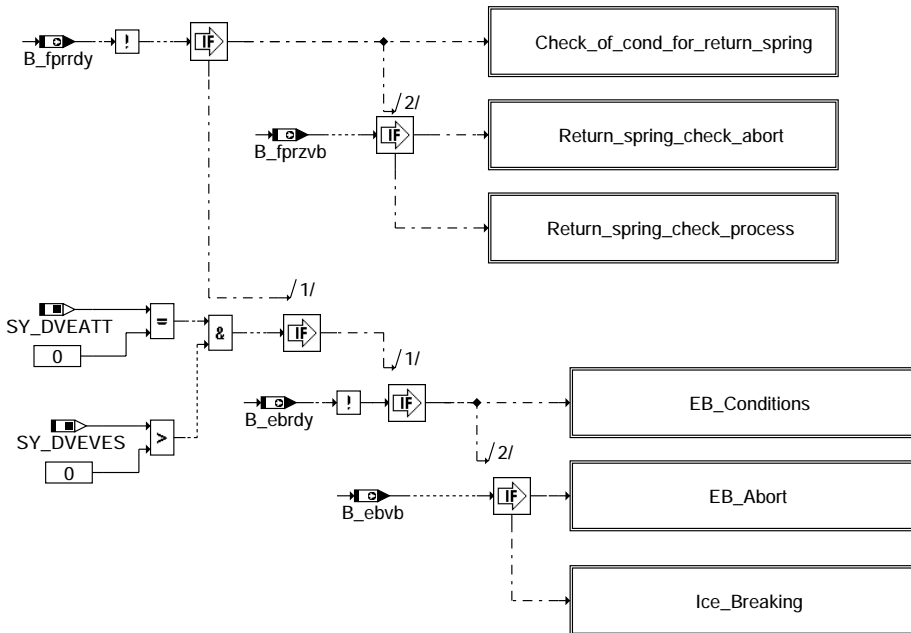 Check_of_cond_for_return_spring
!
IF
B_fprrdy
/2/
IF
Return_spring_check_abort
B_fprzvb
Return_spring_check_process
/1/
SY_DVEATT
=
&
IF
0
/1/
B_ebrdy
!
IF
EB_Conditions
SY_DVEVES
>
0
/2/
IF
EB_Abort
B_ebvb
Ice_Breaking